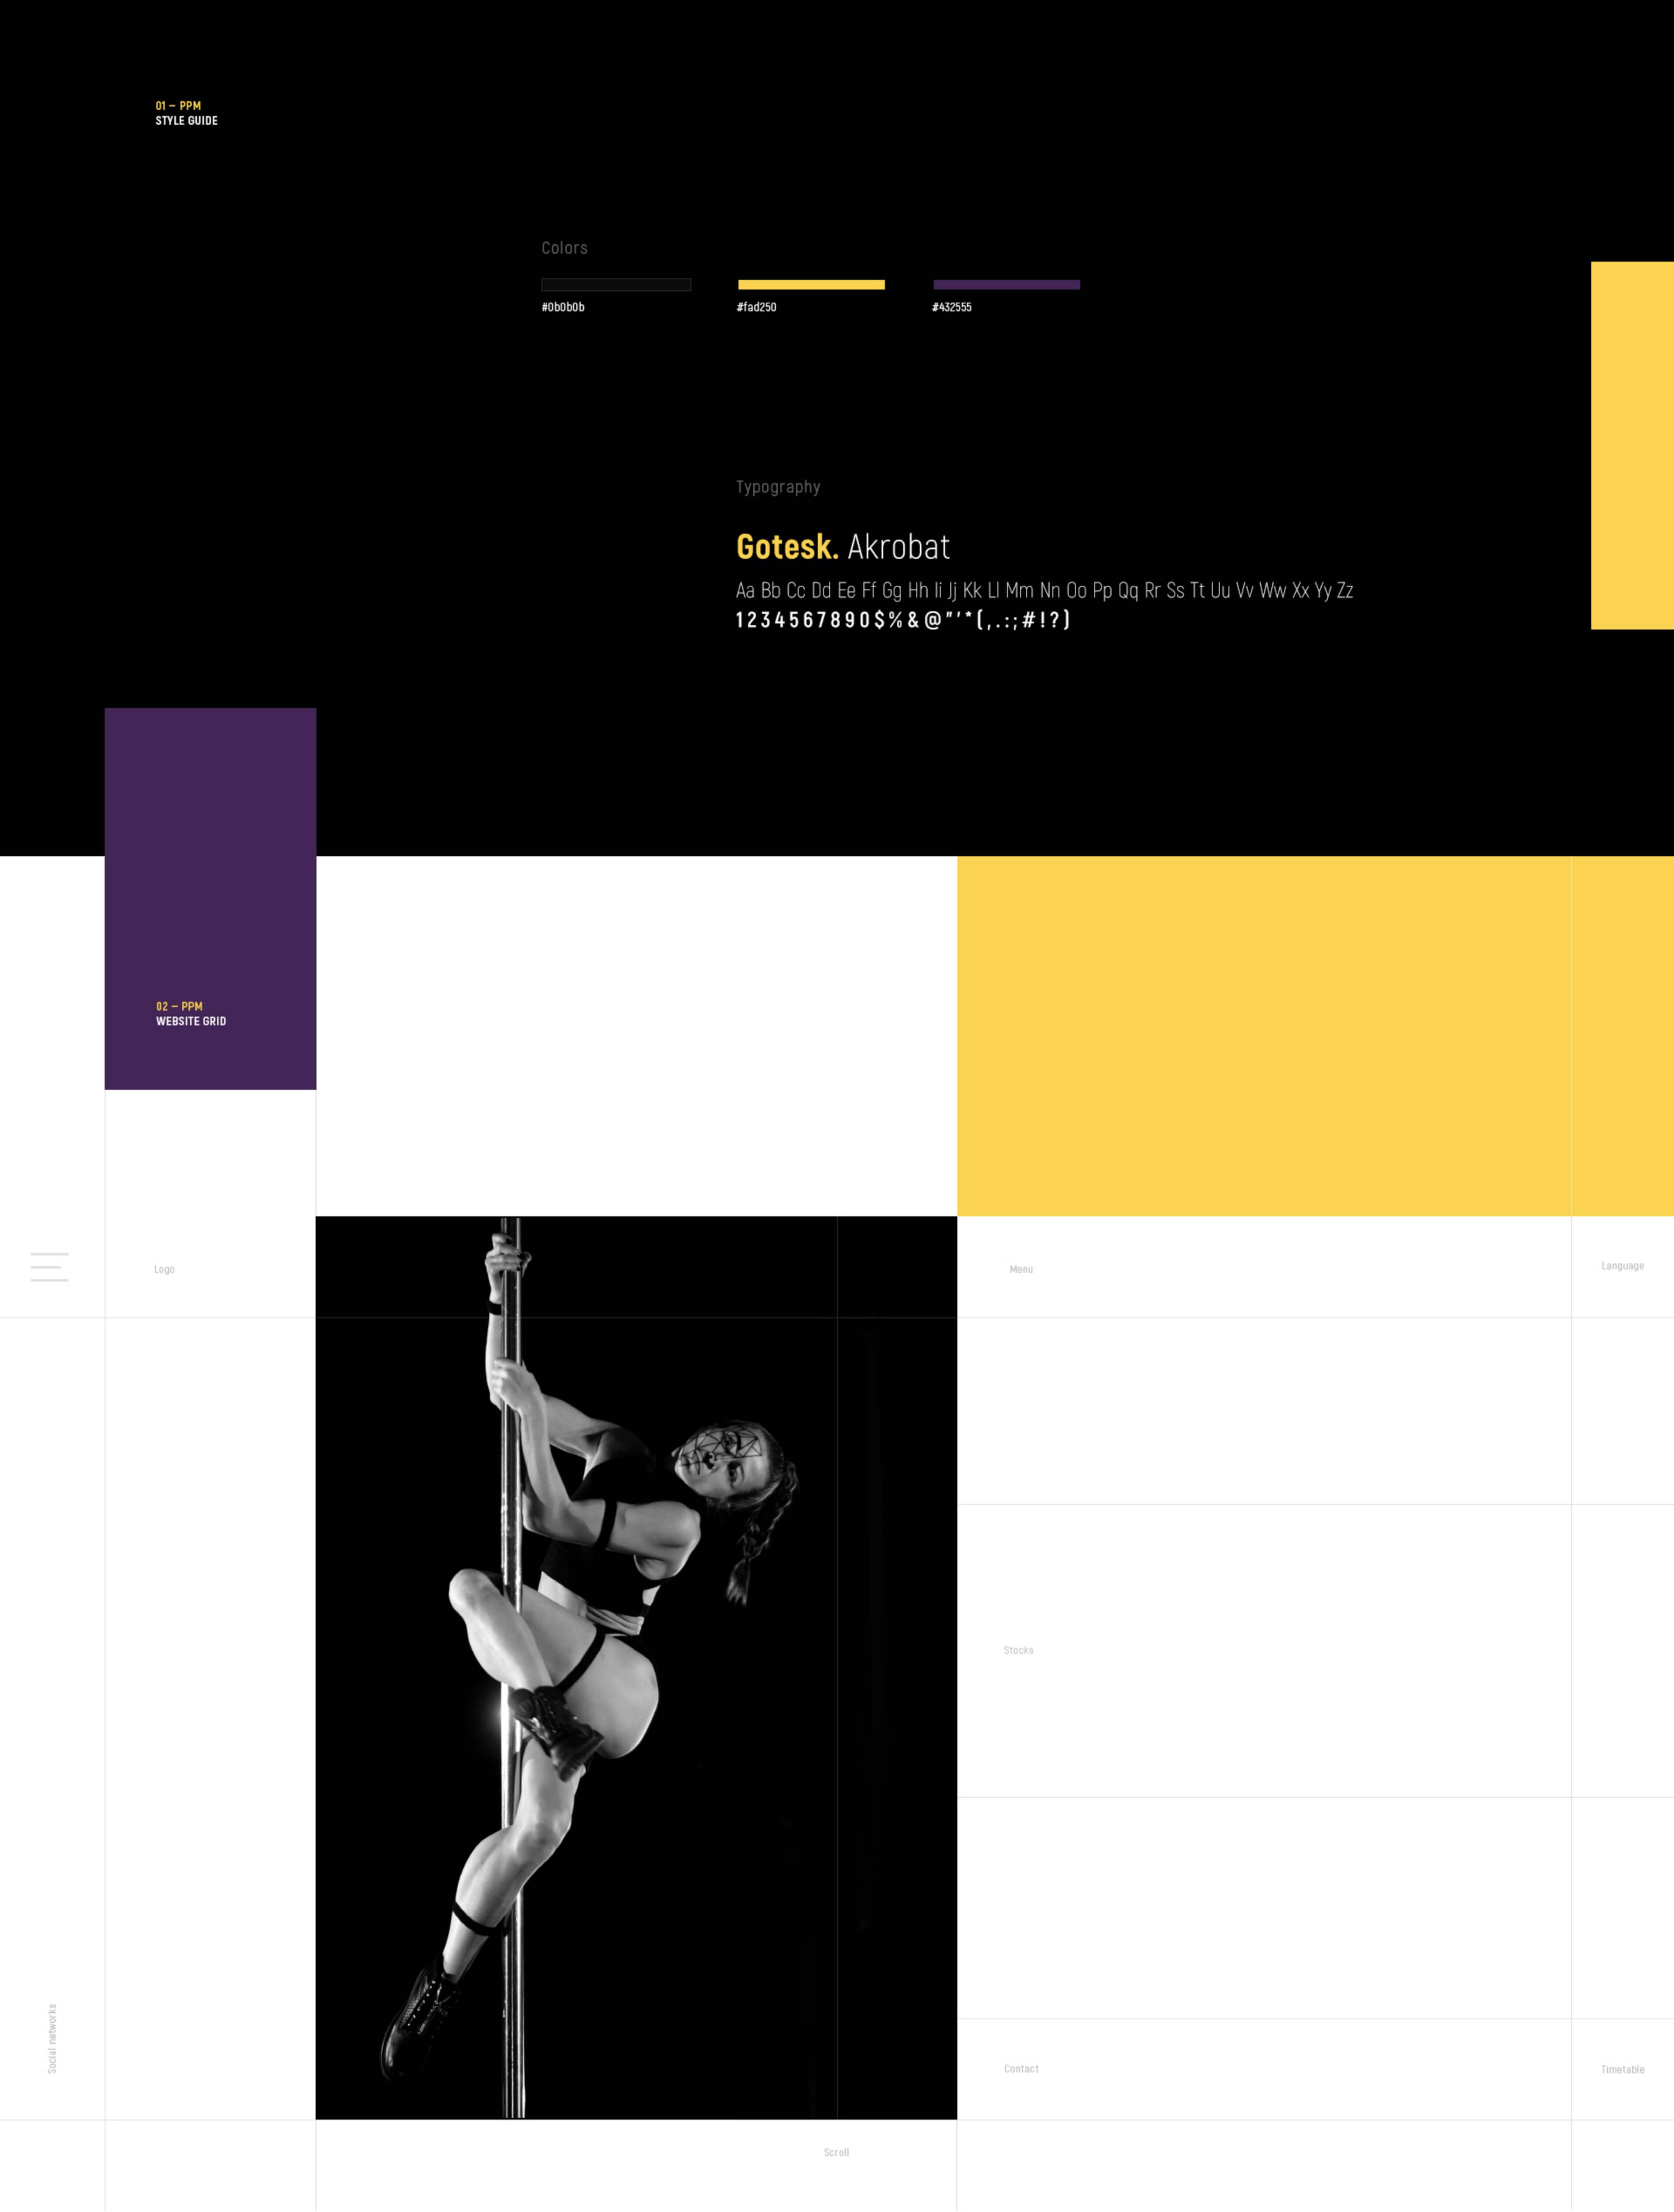 01 – PPM
STYLE GUIDE
Colors
#0b0b0b
#fad250
#432555
Typography
Gotesk. Akrobat
Aa Bb Cc Dd Ee Ff Gg Hh Ii Jj Kk Ll Mm Nn Oo Pp Qq Rr Ss Tt Uu Vv Ww Xx Yy Zz
1234567890$%&@"'*(,.:;#!?)
02 – PPM
WEBSITE GRID
Logo
Menu
Language
Stocks
Social networks
Contact
Timetable
Scroll